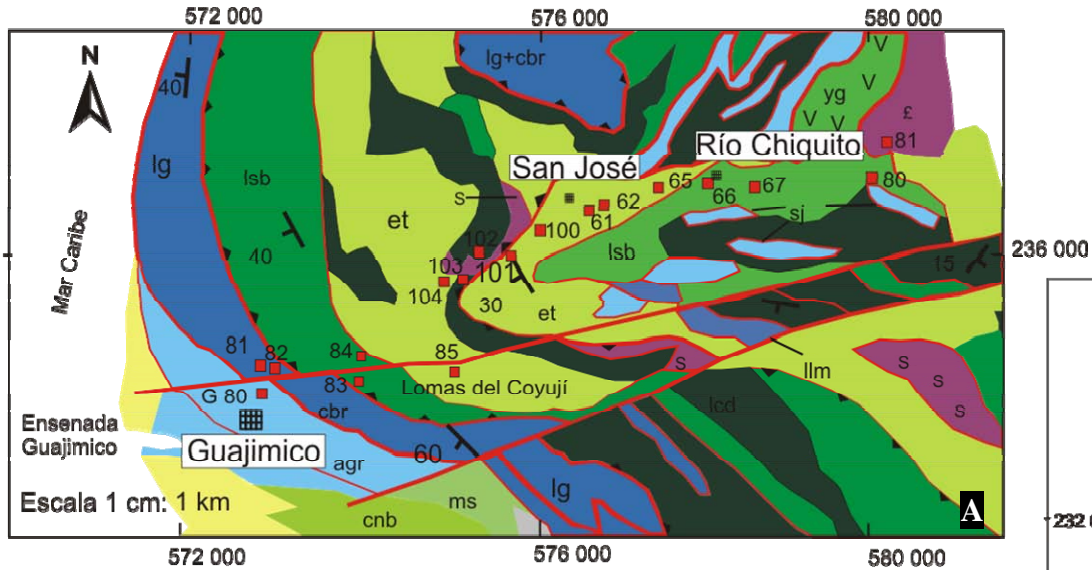 572 000
576 000
580 000
N
40
lg+cbr
V
yg
V
V
V
£
lg
lsb
Río Chiquito
81
San José
s
65
66
67
80
62
61
sj
et
100
102
lsb
40
103
101
t5
236 000
104
30
et
Mar Caribe
81
82
84
85
s
llm
s
s
s
83
Lomas del Coyují
G 80
cbr
lcd
Ensenada
Guajimico
Guajimico
60
agr
lg
Escala 1 cm: 1 km
ms
cnb
A
232 0
572 000
576 000
580 000